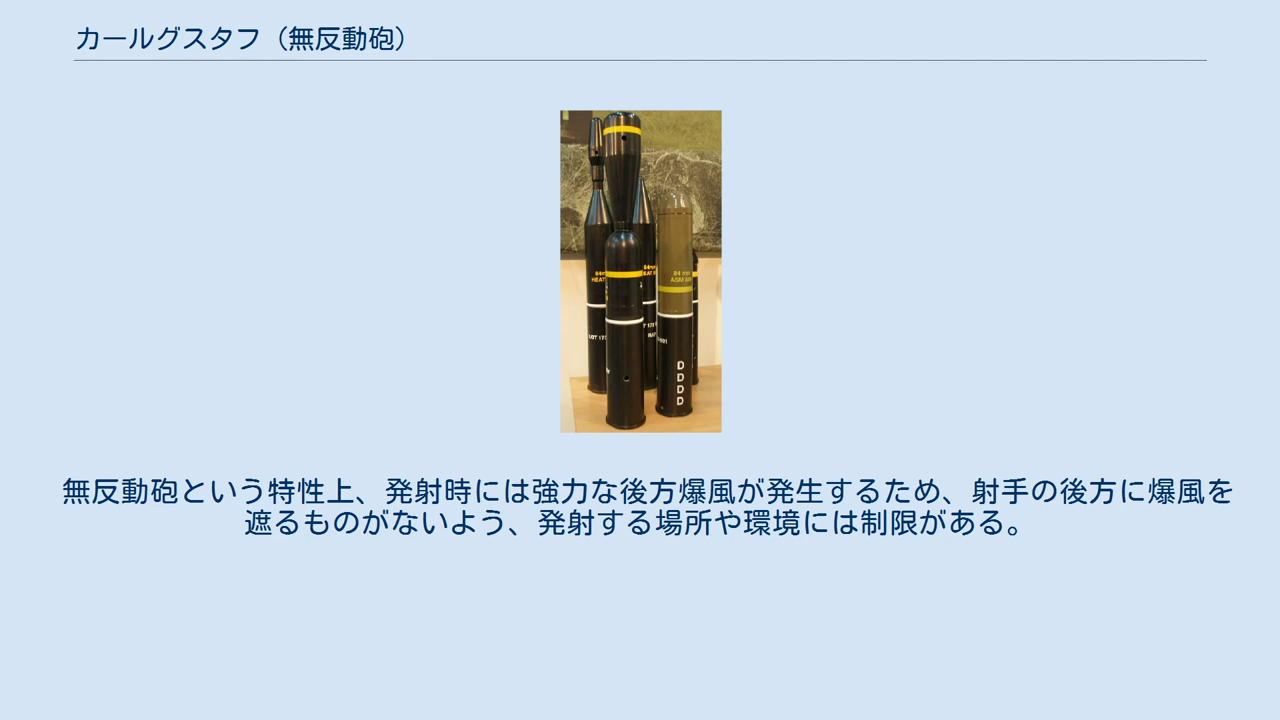 カールグスタフ（無反動砲）
84 mm
ASM
D
D
D
D
無反動砲という特性上、発射時には強力な後方爆風が発生するため、射手の後方に爆風を
遮るものがないよう、発射する場所や環境には制限がある。